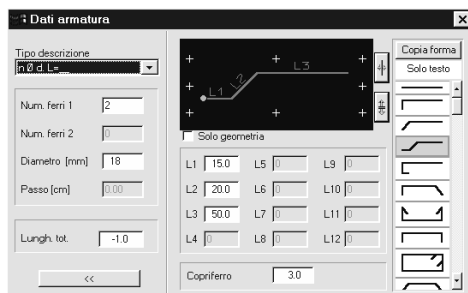 Dati armatura
Tipo descrizione
n Ø d L=__
Num. ferri 1 2
Num. ferri 2 0
Diametro [mm] 18
Passo [cm] 0.00
Lungh. tot. -1.0
<<
L1 L2 L3
Solo geometria
L1 15.0 L5 0 L9 0
L2 20.0 L6 0 L10 0
L3 50.0 L7 0 L11 0
L4 0 L8 0 L12 0
Copriferro 3.0
Copia forma
Solo testo